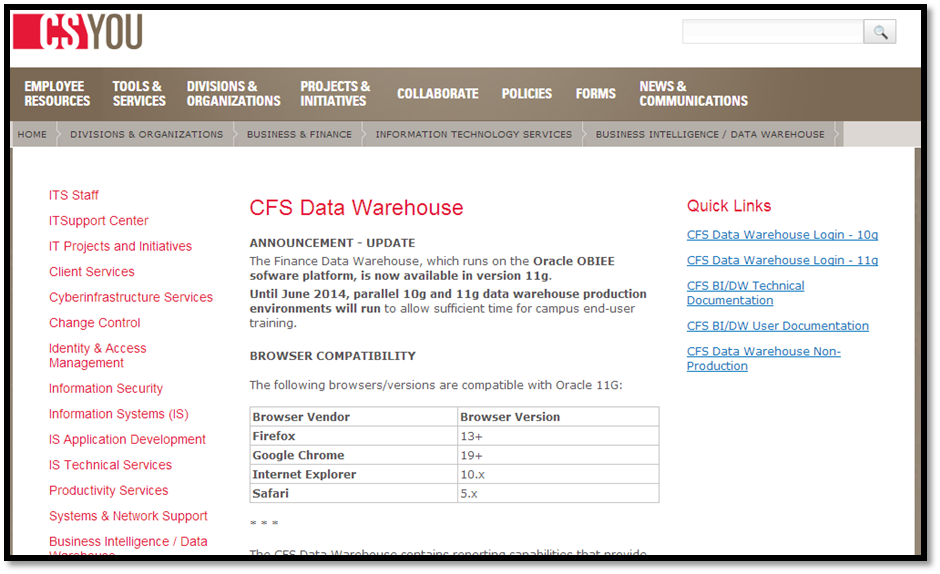 CSYOU
EMPLOYEE
RESOURCES
TOOLS &
SERVICES
DIVISIONS &
ORGANIZATIONS
PROJECTS &
INITIATIVES
COLLABORATE
POLICIES
FORMS
NEWS &
COMMUNICATIONS
HOME
DIVISIONS & ORGANIZATIONS
BUSINESS & FINANCE
INFORMATION TECHNOLOGY SERVICES
BUSINESS INTELLIGENCE / DATA WAREHOUSE
ITS Staff
ITSupport Center
IT Projects and Initiatives
Client Services
Cyberinfrastructure Services
Change Control
Identity & Access
Management
Information Security
Information Systems (IS)
IS Application Development
IS Technical Services
Productivity Services
Systems & Network Support
Business Intelligence / Data
Warehouse
CFS Data Warehouse
ANNOUNCEMENT - UPDATE
The Finance Data Warehouse, which runs on the Oracle OBIEE
sofware platform, is now available in version 11g.
Until June 2014, parallel 10g and 11g data warehouse production
environments will run to allow sufficient time for campus end-user
training.
BROWSER COMPATIBILITY
The following browsers/versions are compatible with Oracle 11G:
Browser Vendor Browser Version
Firefox 13+
Google Chrome 19+
Internet Explorer 10.x
Safari 5.x
* * *
The CFS Data Warehouse contains reporting capabilities that provide
Quick Links
CFS Data Warehouse Login - 10g
CFS Data Warehouse Login - 11g
CFS BI/DW Technical
Documentation
CFS BI/DW User Documentation
CFS Data Warehouse Non-
Production